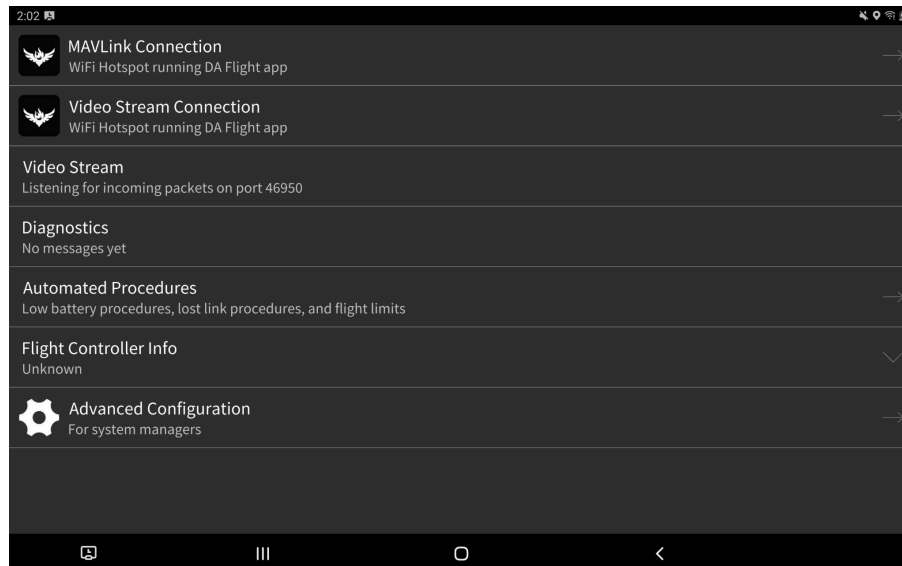 2:02
MAVLink Connection
WiFi Hotspot running DA Flight app
Video Stream Connection
WiFi Hotspot running DA Flight app
Video Stream
Listening for incoming packets on port 46950
Diagnostics
No messages yet
Automated Procedures
Low battery procedures, lost link procedures, and flight limits
Flight Controller Info
Unknown
Advanced Configuration
For system managers